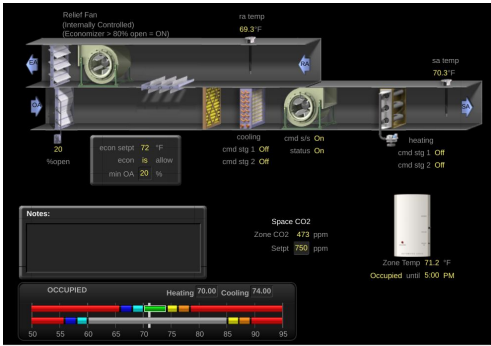 Relief Fan
(Internally Controlled)
(Economizer > 80% open = ON)
ra temp
69.3°F
sa temp
70.3°F
EA
RA
OA
SA
20
%open
econ setpt 72 °F
econ is allow
min OA 20 %
cooling
cmd stg 1 Off
cmd stg 2 Off
cmd s/s On
status On
heating
cmd stg 1 Off
cmd stg 2 Off
Notes:
Space CO2
Zone CO2 473 ppm
Setpt 750 ppm
Zone Temp 71.2 °F
Occupied until 5:00 PM
OCCUPIED
Heating 70.00 Cooling 74.00
50 55 60 65 70 75 80 85 90 95